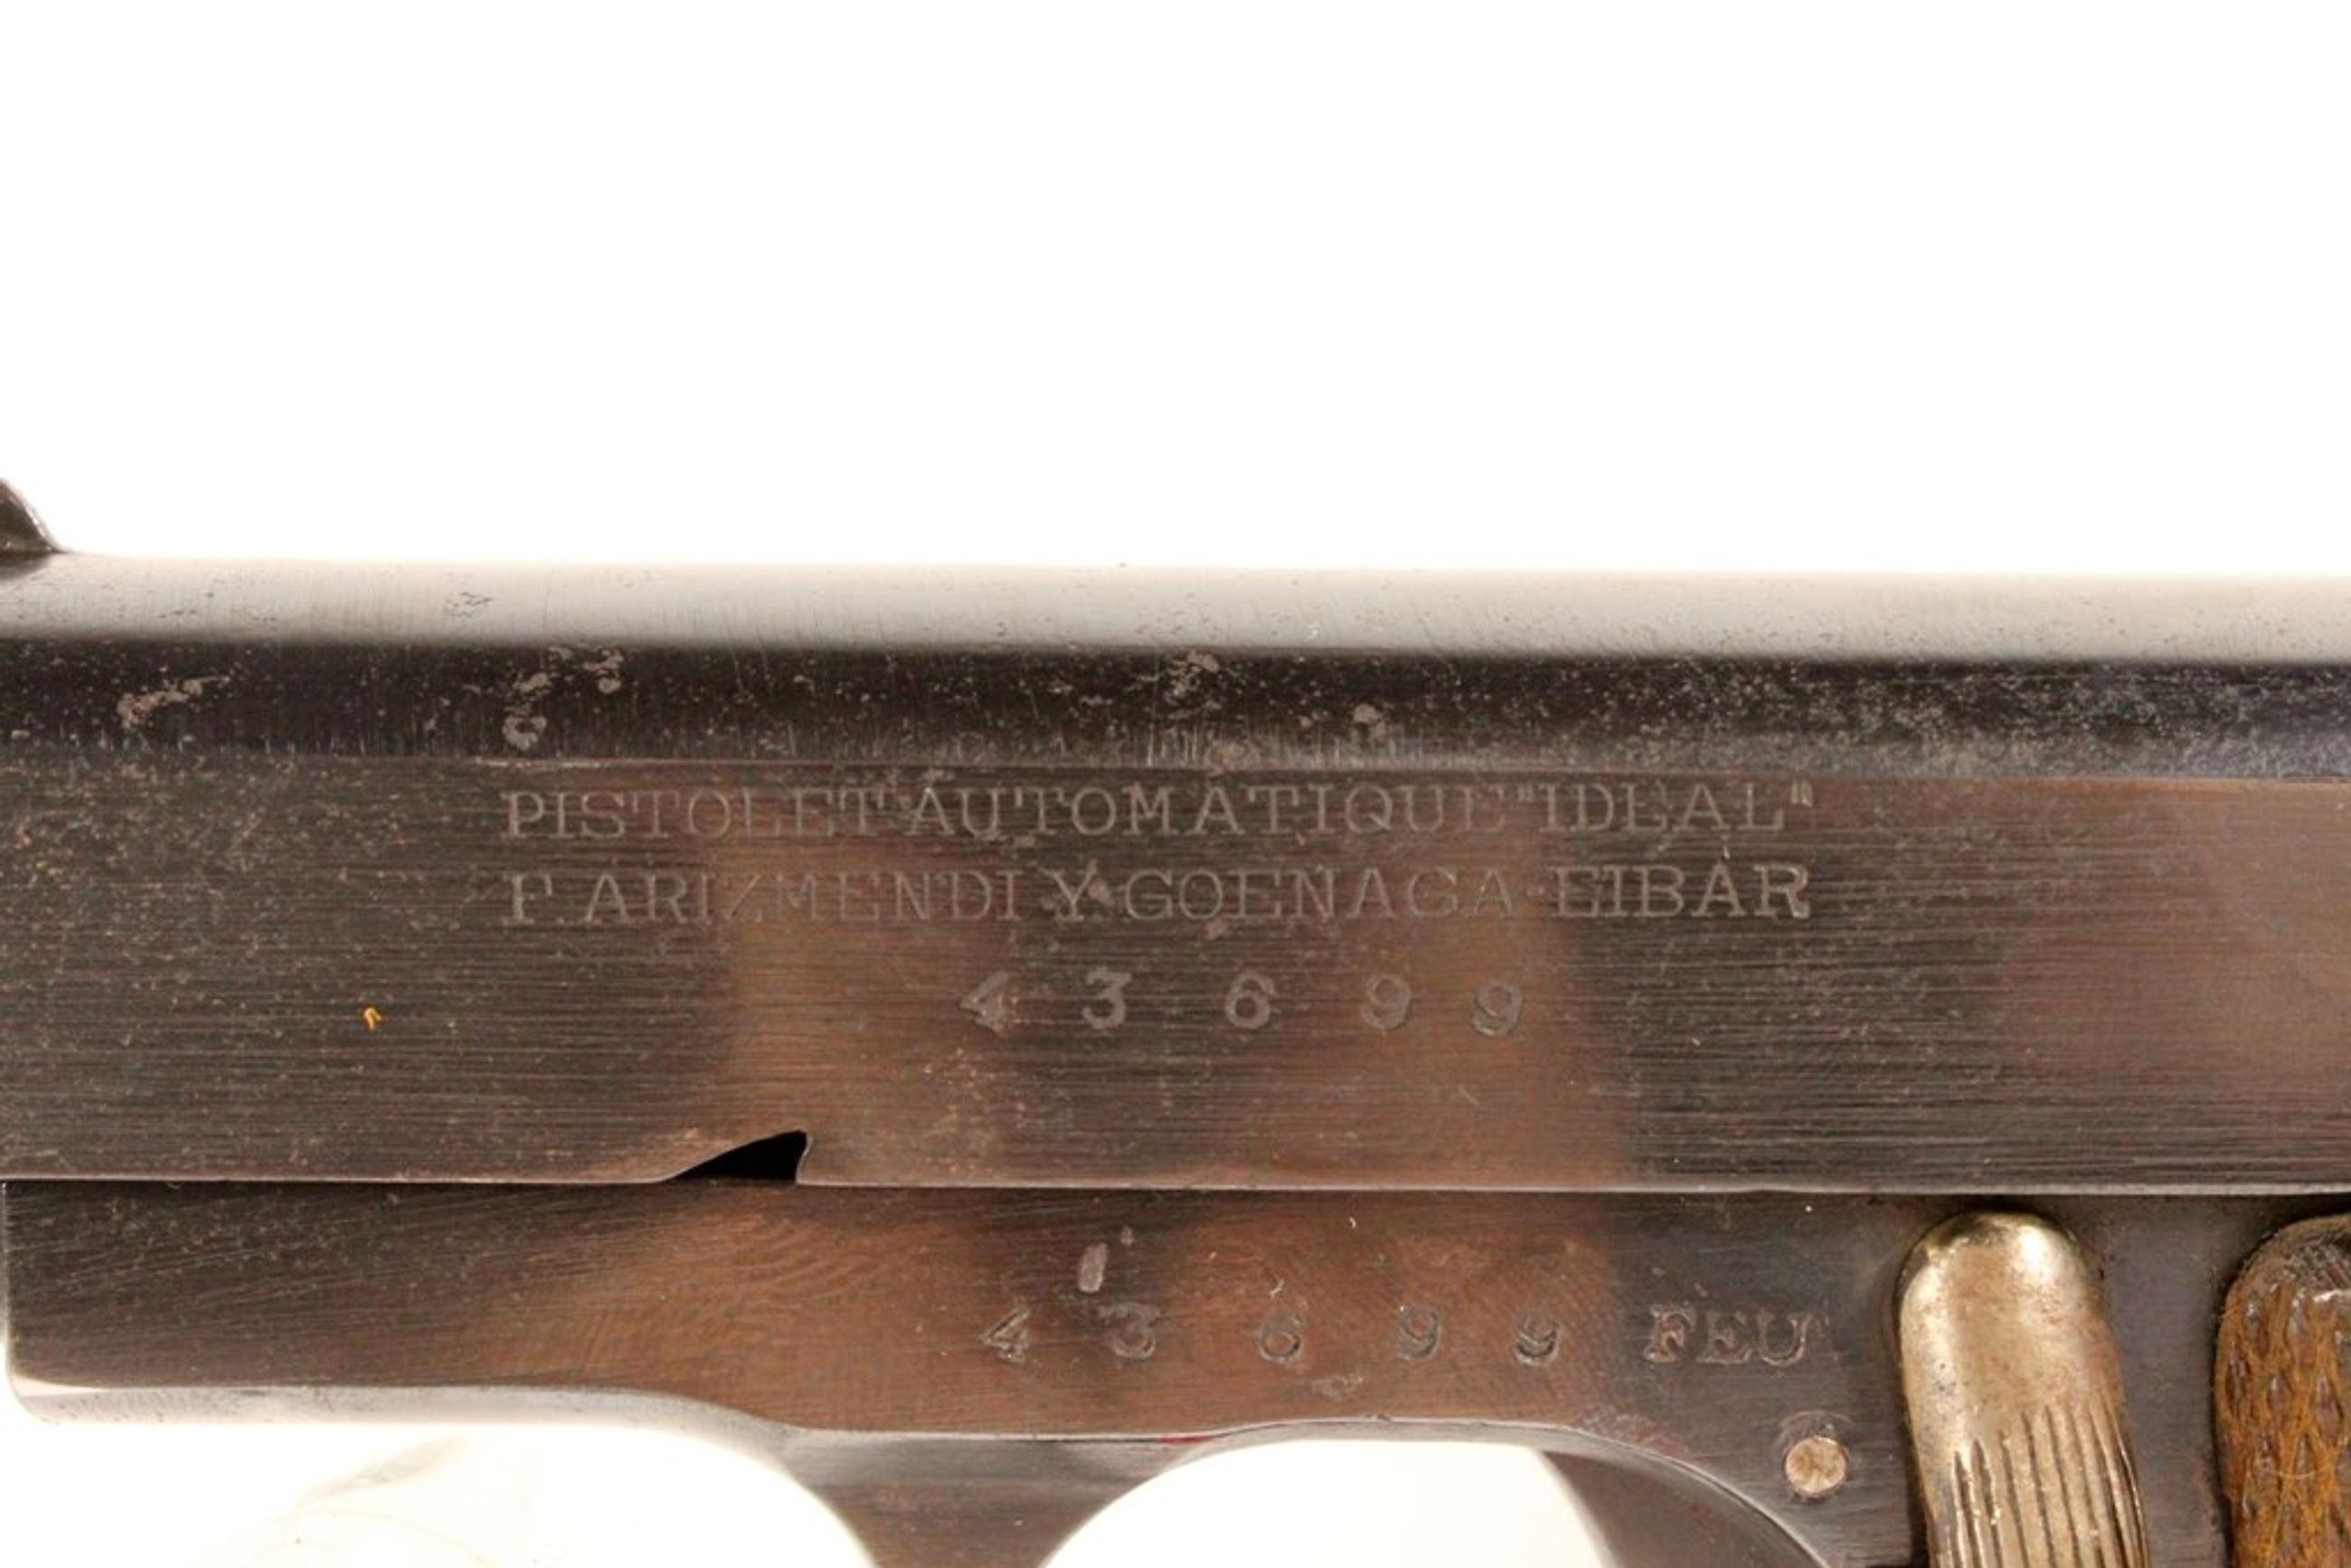 PISTOLET AUTOMATIQUE "IDEAL"
F. ARIZMENDI Y GOENAGA-EIBAR
43699
43699 FEU